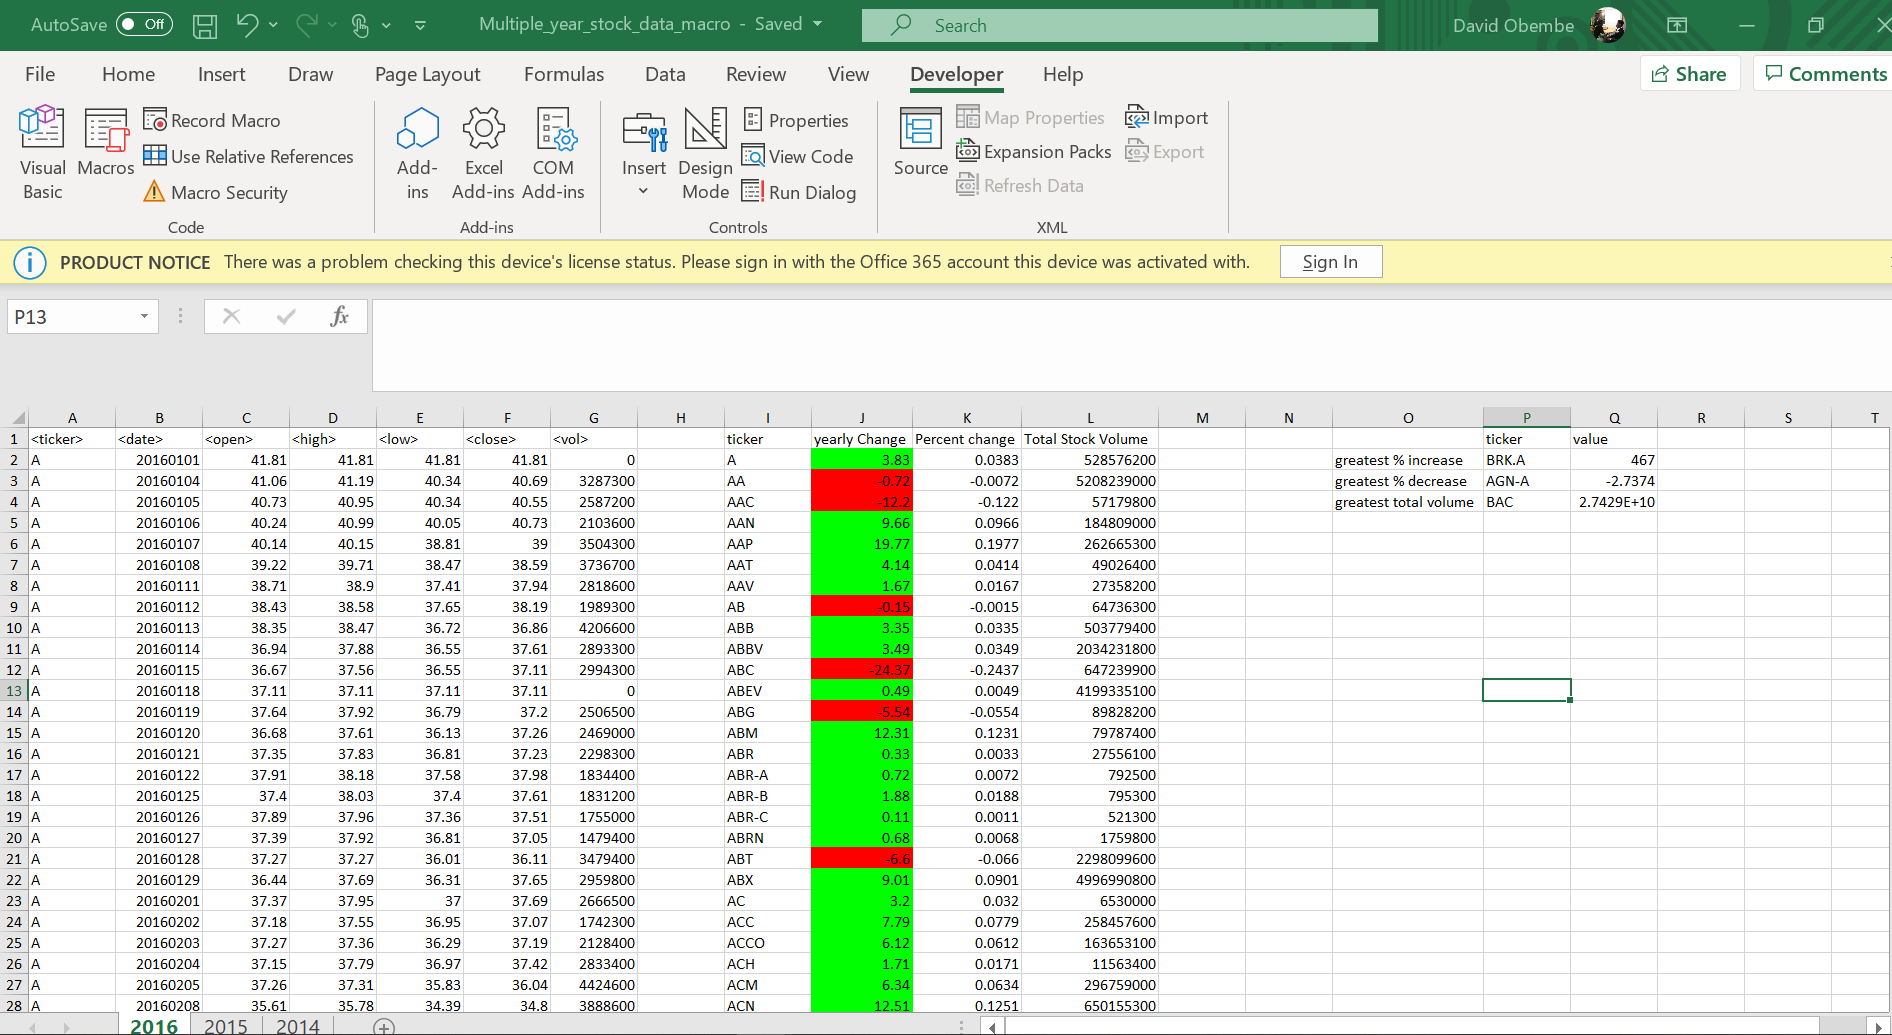 AutoSave Off Multiple_year_stock_data_macro - Saved Search David Obembe
File Home Insert Draw Page Layout Formulas Data Review View Developer Help Share Comments
Visual Basic
Macros
Record Macro
Use Relative References
Macro Security
Code
Add-ins
Excel Add-ins
COM Add-ins
Add-ins
Insert
Design Mode
Properties
View Code
Run Dialog
Controls
Source
Map Properties
Expansion Packs
Refresh Data
Import
Export
XML
PRODUCT NOTICE There was a problem checking this device's license status. Please sign in with the Office 365 account this device was activated with. Sign In
P13 fx
A B C D E F G H I J K L M N O P Q R S T
1 <ticker> <date> <open> <high> <low> <close> <vol> ticker yearly Change Percent change Total Stock Volume ticker value
2 A 20160101 41.81 41.81 41.81 41.81 0 A 3.83 0.0383 528576200 greatest % increase BRK.A 467
3 A 20160104 41.06 41.19 40.34 40.69 3287300 AA -0.72 -0.0072 5208239000 greatest % decrease AGN-A -2.7374
4 A 20160105 40.73 40.95 40.34 40.55 2587200 AAC -12.2 -0.122 57179800 greatest total volume BAC 2.7429E+10
5 A 20160106 40.24 40.99 40.05 40.73 2103600 AAN 9.66 0.0966 184809000
6 A 20160107 40.14 40.15 38.81 39 3504300 AAP 19.77 0.1977 262665300
7 A 20160108 39.22 39.71 38.47 38.59 3736700 AAT 4.14 0.0414 49026400
8 A 20160111 38.71 38.9 37.41 37.94 2818600 AAV 1.67 0.0167 27358200
9 A 20160112 38.43 38.58 37.65 38.19 1989300 AB -0.15 -0.0015 64736300
10 A 20160113 38.35 38.47 36.72 36.86 4206600 ABB 3.35 0.0335 503779400
11 A 20160114 36.94 37.88 36.55 37.61 2893300 ABBV 3.49 0.0349 2034231800
12 A 20160115 36.67 37.56 36.55 37.11 2994300 ABC -24.37 -0.2437 647239900
13 A 20160118 37.11 37.11 37.11 37.11 0 ABEV 0.49 0.0049 4199335100
14 A 20160119 37.64 37.92 36.79 37.2 2506500 ABG -5.54 -0.0554 89828200
15 A 20160120 36.68 37.61 36.13 37.26 2469000 ABM 12.31 0.1231 79787400
16 A 20160121 37.35 37.83 36.81 37.23 2298300 ABR 0.33 0.0033 27556100
17 A 20160122 37.91 38.18 37.58 37.98 1834400 ABR-A 0.72 0.0072 792500
18 A 20160125 37.4 38.03 37.4 37.61 1831200 ABR-B 1.88 0.0188 795300
19 A 20160126 37.89 37.96 37.36 37.51 1755000 ABR-C 0.11 0.0011 521300
20 A 20160127 37.39 37.92 36.81 37.05 1479400 ABRN 0.68 0.0068 1759800
21 A 20160128 37.27 37.27 36.01 36.11 3479400 ABT -6.6 -0.066 2298099600
22 A 20160129 36.44 37.69 36.31 37.65 2959800 ABX 9.01 0.0901 4996990800
23 A 20160201 37.37 37.95 37 37.69 2666500 AC 3.2 0.032 6530000
24 A 20160202 37.18 37.55 36.95 37.07 1742300 ACC 7.79 0.0779 258457600
25 A 20160203 37.27 37.36 36.29 37.19 2128400 ACCO 6.12 0.0612 163653100
26 A 20160204 37.15 37.79 36.97 37.42 2833400 ACH 1.71 0.0171 11563400
27 A 20160205 37.26 37.31 35.83 36.04 4424600 ACM 6.34 0.0634 296759000
28 A 20160208 35.61 35.78 34.39 34.8 3888600 ACN 12.51 0.1251 650155300
2016 2015 2014